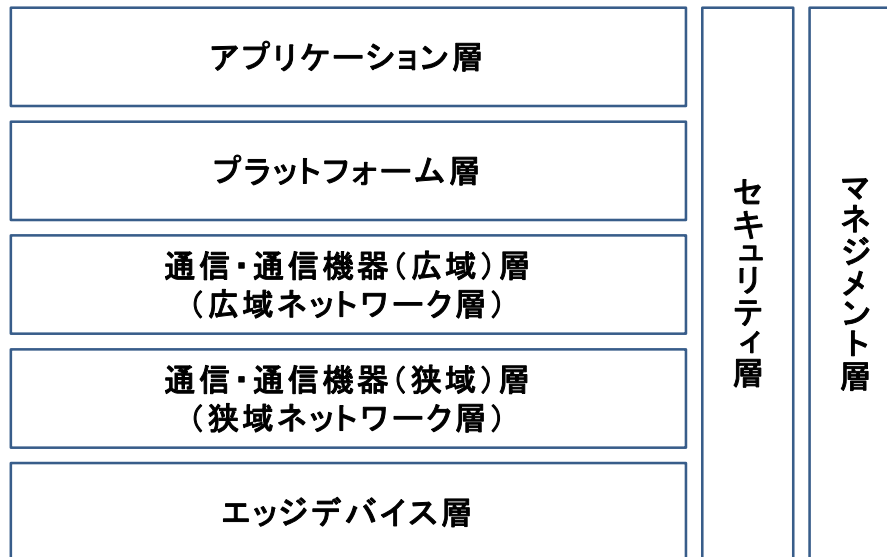 アプリケーション層
プラットフォーム層
通信・通信機器(広域)層
(広域ネットワーク層)
通信・通信機器(狭域)層
(狭域ネットワーク層)
エッジデバイス層
セキュリティ層
マネジメント層